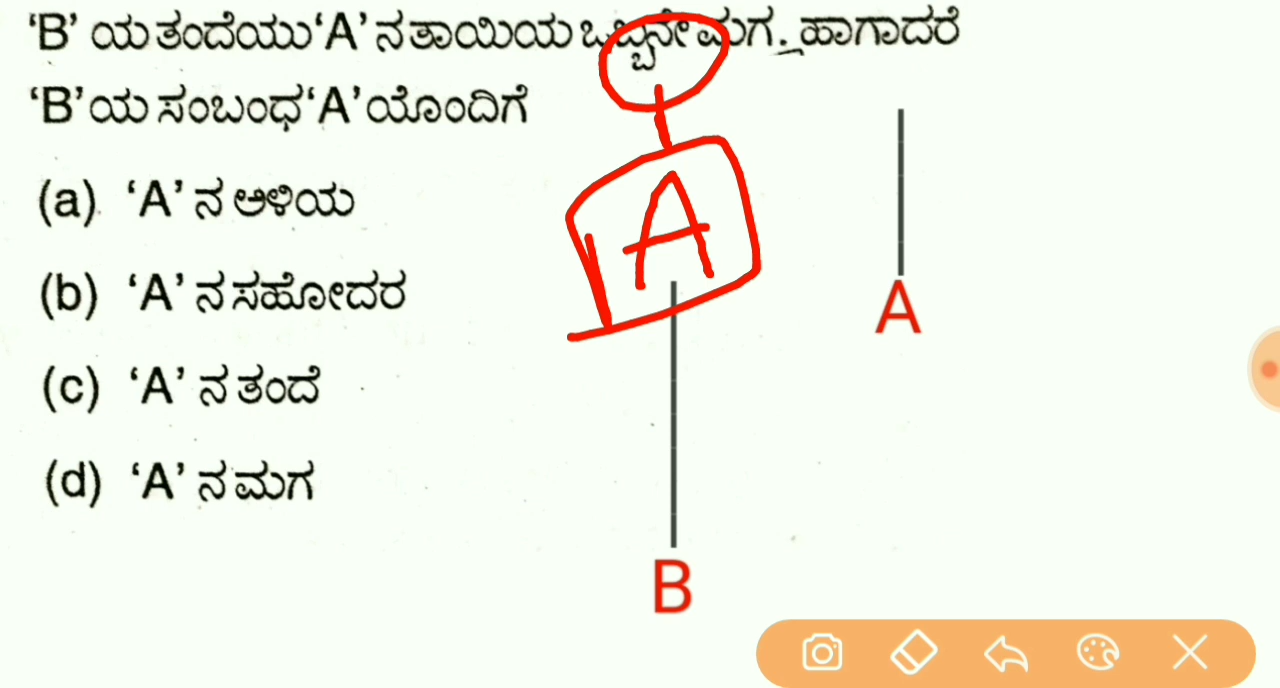 ‘B’ ಯ ತಂದೆಯು ‘A’ ನ ತಾಯಿಯ ಒಬ್ಬನೇ ಮಗ. ಹಾಗಾದರೆ
‘B’ ಯ ಸಂಬಂಧ ‘A’ ಯೊಂದಿಗೆ
(a) ‘A’ ನ ಅಳಿಯ
(b) ‘A’ ನ ಸಹೋದರ
(c) ‘A’ ನ ತಂದೆ
(d) ‘A’ ನ ಮಗ
A
A
B